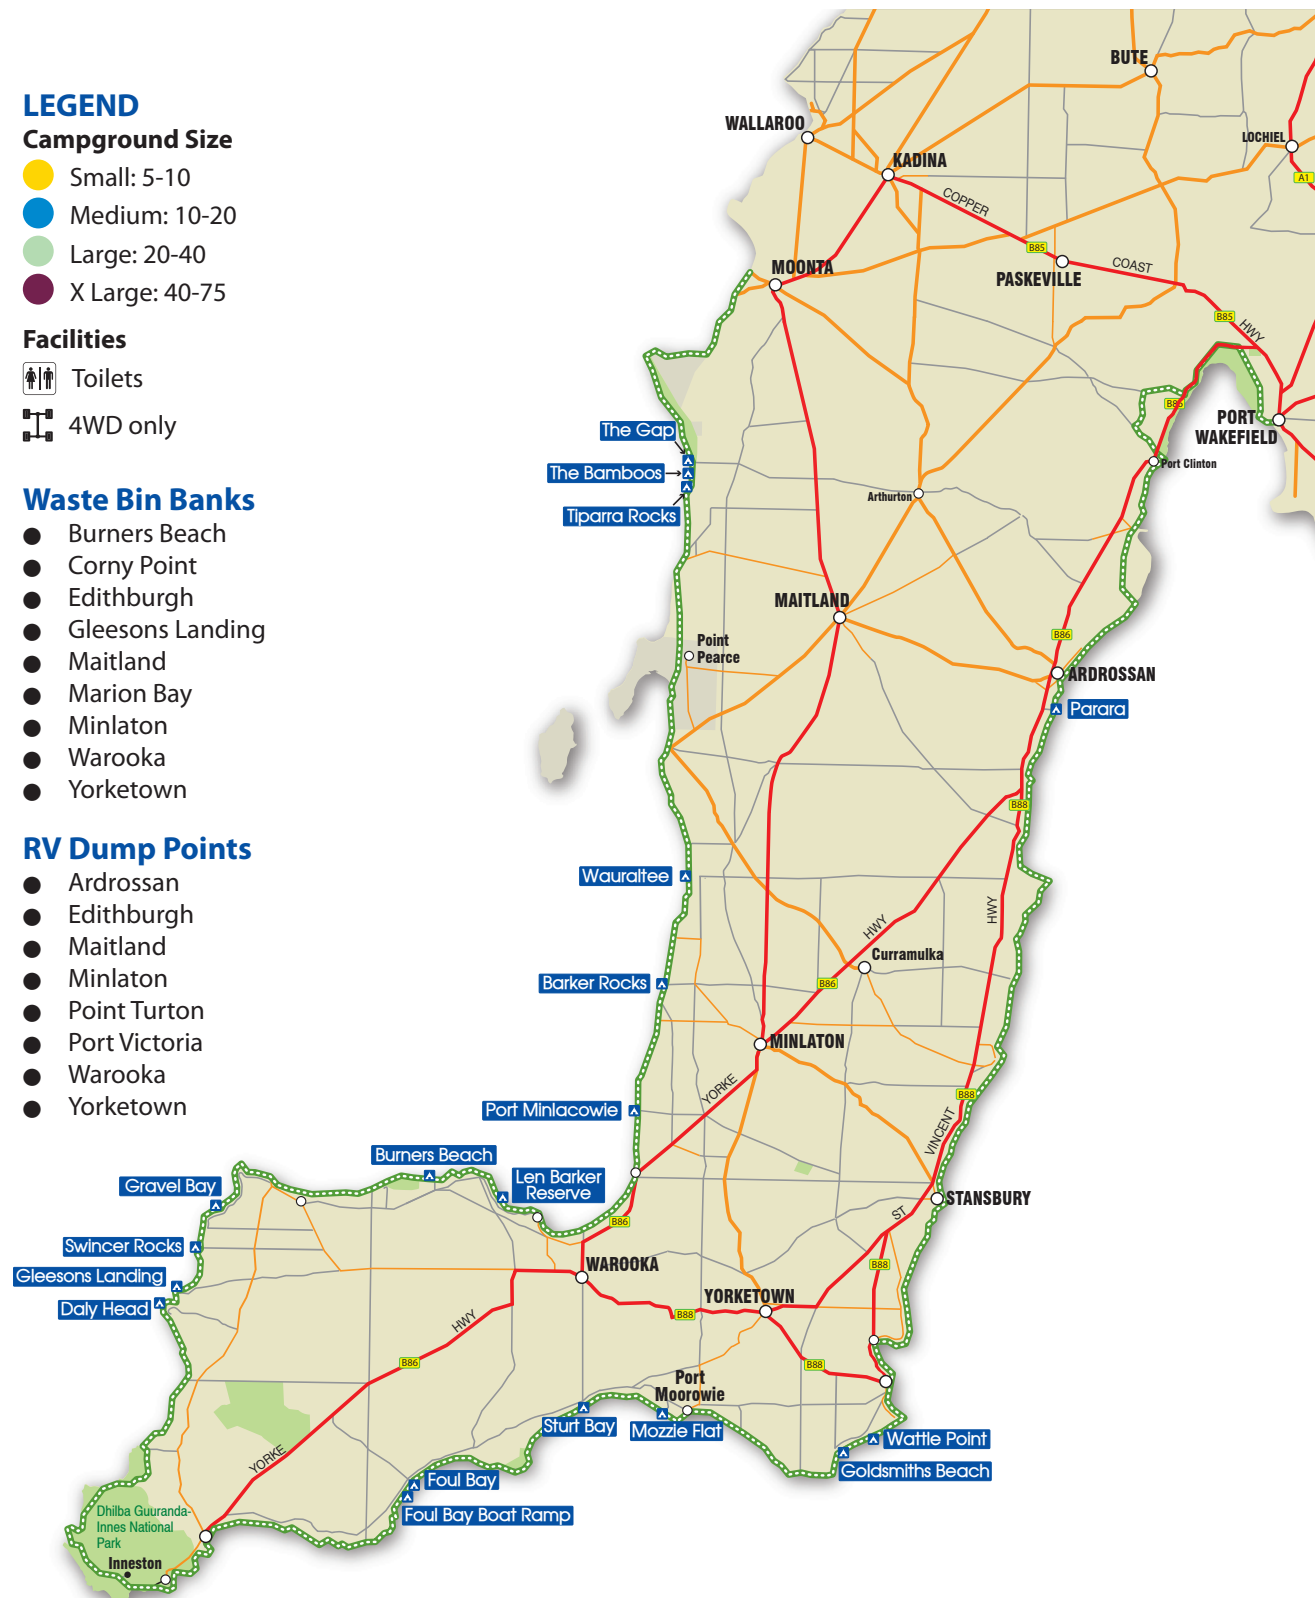 LEGEND
Campground Size
Small: 5-10
Medium: 10-20
Large: 20-40
X Large: 40-75
Facilities
Toilets
4WD only
Waste Bin Banks
● Burners Beach
● Corny Point
● Edithburgh
● Gleesons Landing
● Maitland
● Marion Bay
● Minlaton
● Warooka
● Yorketown
RV Dump Points
● Ardrossan
● Edithburgh
● Maitland
● Minlaton
● Point Turton
● Port Victoria
● Warooka
● Yorketown
BUTE
WALLAROO
LOCHIEL
KADINA
A1
COPPER
B85
COAST
MOONTA
PASKEVILLE
B85
HWY
B86
PORT
WAKEFIELD
The Gap
Port Clinton
The Bamboos
Arthurton
Tiparra Rocks
MAITLAND
B86
Point
Pearce
ARDROSSAN
Parara
B88
Wauraltee
HWY
HWY
Curramulka
Barker Rocks
B86
MINLATON
YORKE
B88
Port Minlacowie
VINCENT
Burners Beach
Len Barker
Reserve
Gravel Bay
STANSBURY
ST
B86
Swincer Rocks
WAROOKA
B88
Gleesons Landing
YORKETOWN
Daly Head
B88
HWY
B86
B88
Port
Moorowie
Sturt Bay
Mozzie Flat
Wattle Point
YORKE
Goldsmiths Beach
Foul Bay
Foul Bay Boat Ramp
Dhilba Guuranda-
Innes National
Park
Inneston